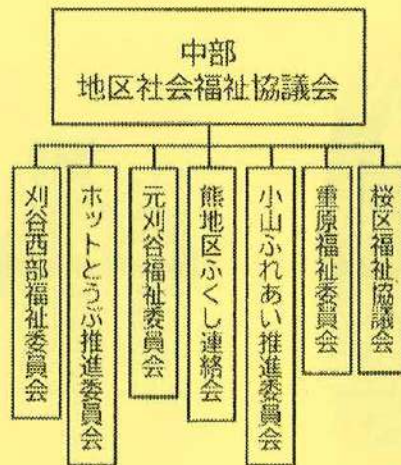 中部
地区社会福祉協議会
刈谷西部福祉委員会
ホットとうぶ推進委員会
元刈谷福祉委員会
熊地区ふくし連絡会
小山ふれあい推進委員会
重原福祉委員会
桜区福祉協議会